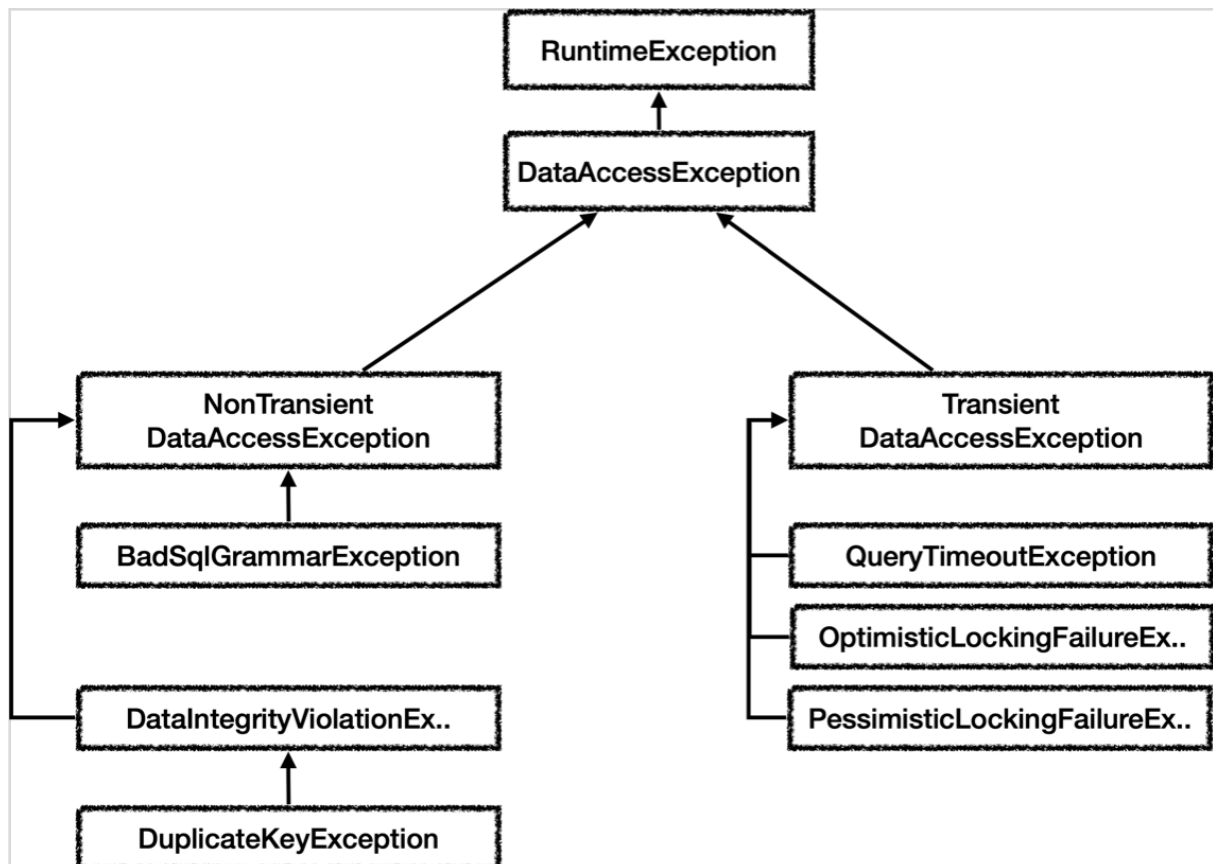 RuntimeException
DataAccessException
NonTransient
DataAccessException
Transient
DataAccessException
BadSqlGrammarException
QueryTimeoutException
OptimisticLockingFailureEx..
DataIntegrityViolationEx..
PessimisticLockingFailureEx..
DuplicateKeyException